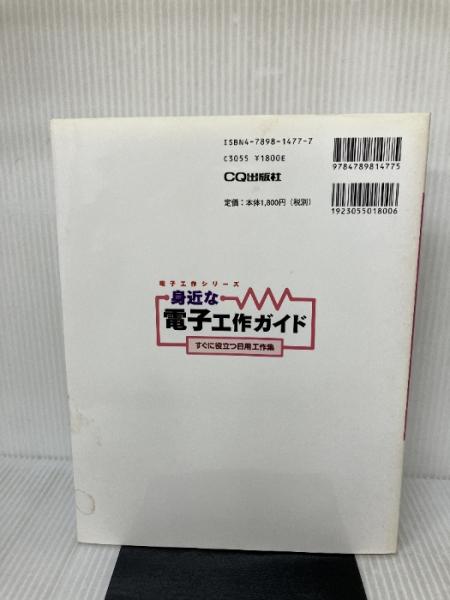 ISBN4-7898-1477-7
C3055 ¥1800E
CQ出版社
定価：本体1,800円（税別）
9784789814775
1923055018006
電子工作シリーズ
身近な
電子工作ガイド
すぐに役立つ日用工作集